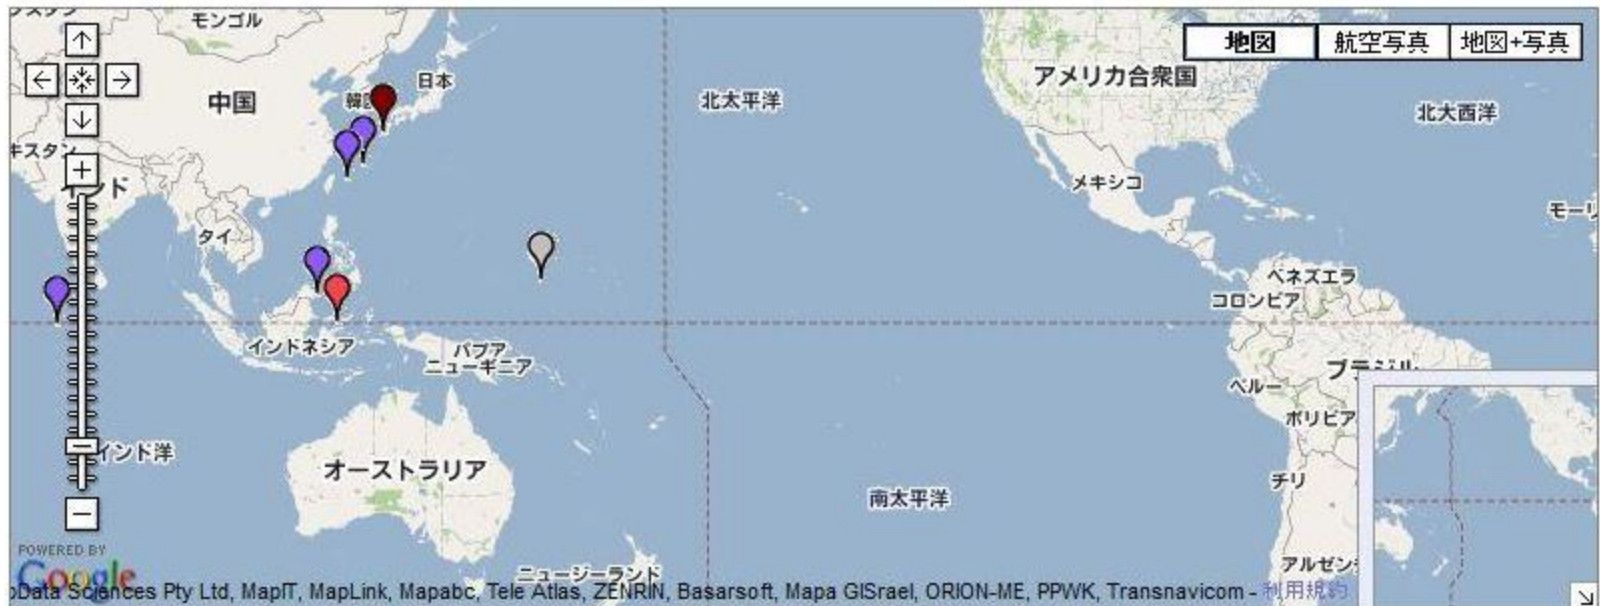 モンゴル
地図
航空写真
地図+写真
日本
アメリカ合衆国
中国
北太平洋
北大西洋
メキシコ
タイ
ベネズエラ
コロンビア
インドネシア
パプア
ニューギニア
ブラジル
ペルー
ボリビア
インド洋
オーストラリア
チリ
南太平洋
POWERED BY
Google
ニュージーランド
Data Sciences Pty Ltd, MapIT, MapLink, Mapabc, Tele Atlas, ZENRIN, Basarsoft, Mapa GISrael, ORION-ME, PPWK, Transnavicom - 利用規約